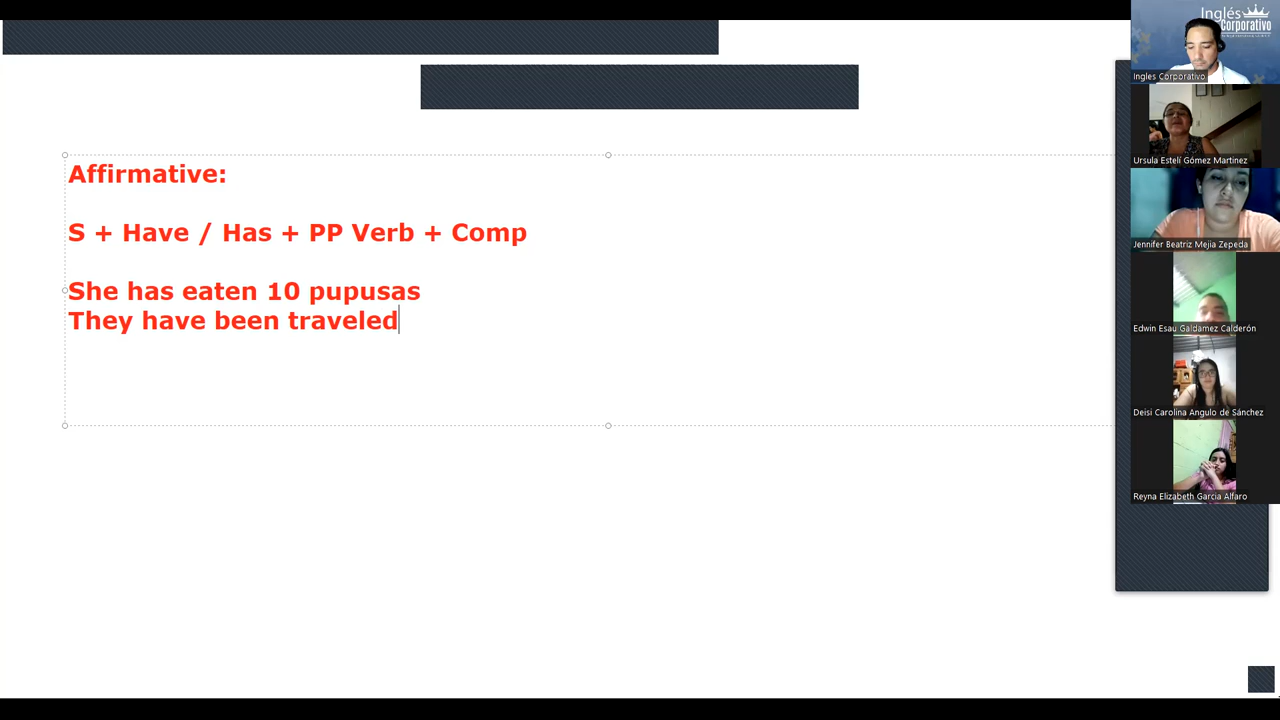 Affirmative:
S + Have / Has + PP Verb + Comp
She has eaten 10 pupusas
They have been traveled
Inglés
Corporativo
Ingles Corporativo
Ursula Estelí Gómez Martinez
Jennifer Beatriz Mejia Zepeda
Edwin Esau Galdamez Calderón
Deisi Carolina Angulo de Sánchez
Reyna Elizabeth Garcia Alfaro